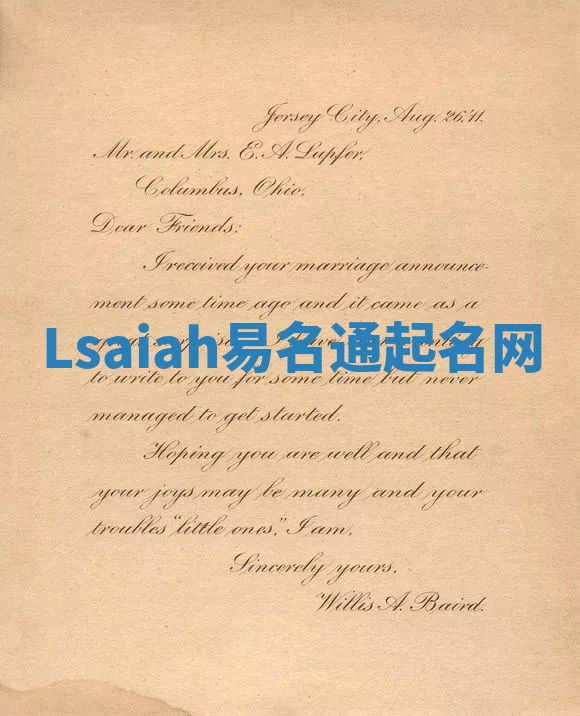 Jersey City, Aug. 26,'11.
Mr. and Mrs. E. A. Lupfer,
Columbus, Ohio.
Dear Friends:
I received your marriage announce-
ment some time ago and it came as a
Lsaiah易名通起名网
to write to you for some time but never
managed to get started.
Hoping you are well and that
your joys may be many and your
troubles "little ones," I am,
Sincerely yours,
Willis A. Baird.